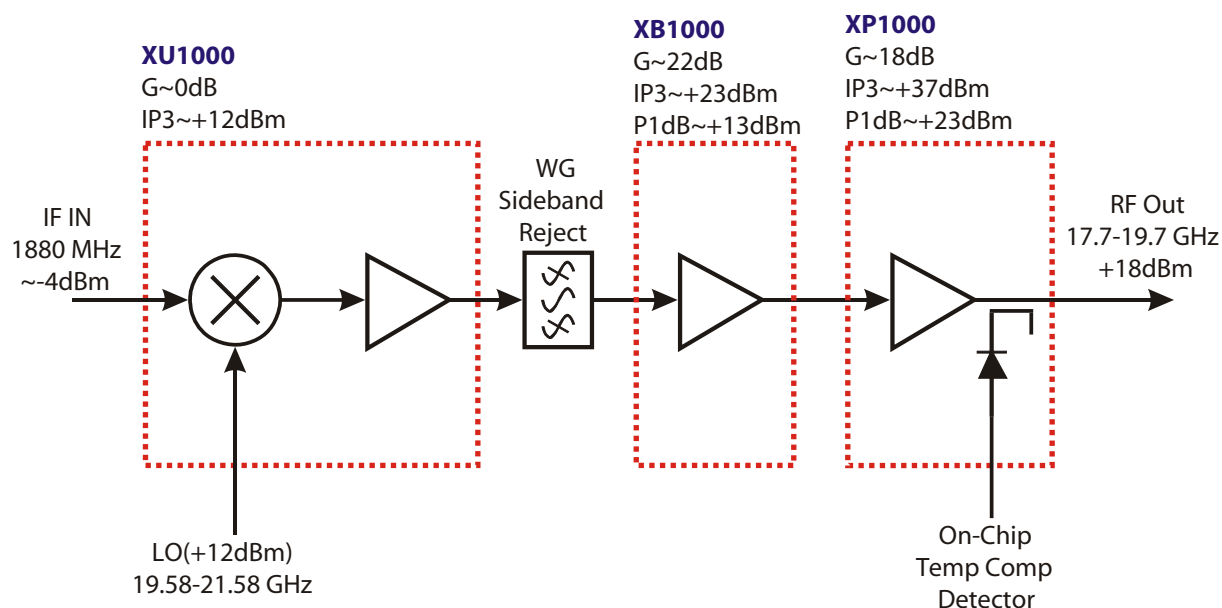 XU1000
G~0dB
IP3~+12dBm
XB1000
G~22dB
IP3~+23dBm
P1dB~+13dBm
XP1000
G~18dB
IP3~+37dBm
P1dB~+23dBm
IF IN
1880 MHz
~-4dBm
WG
Sideband
Reject
RF Out
17.7-19.7 GHz
+18dBm
LO(+12dBm)
19.58-21.58 GHz
On-Chip
Temp Comp
Detector